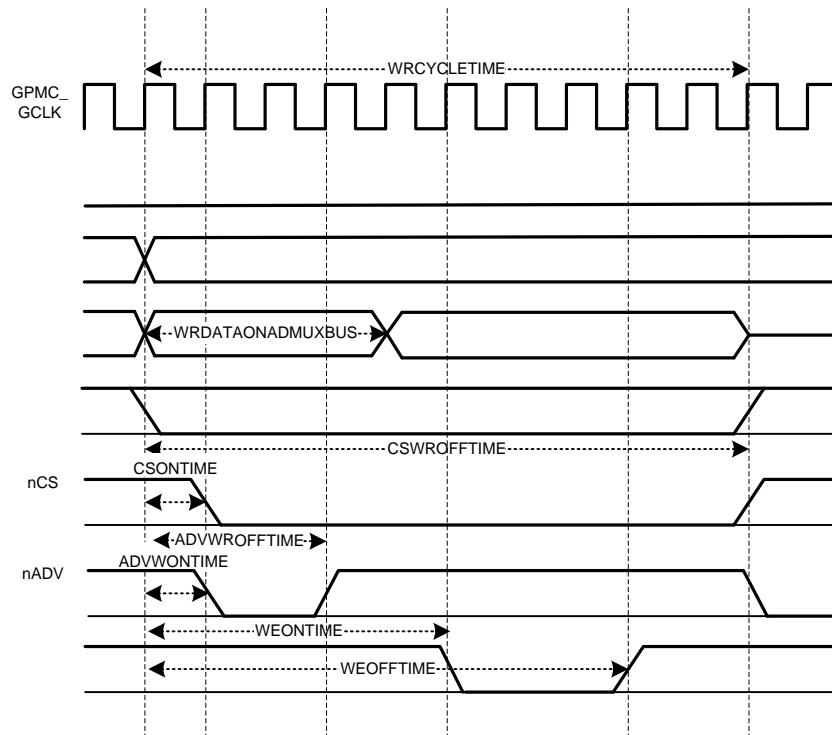 WRCYCLETIME
GPMC_
GCLK
WRDATAONADMUXBUS
CSWROFFTIME
CSONTIME
nCS
ADVWROFFTIME
ADVWONTIME
nADV
WEONTIME
WEOFFTIME